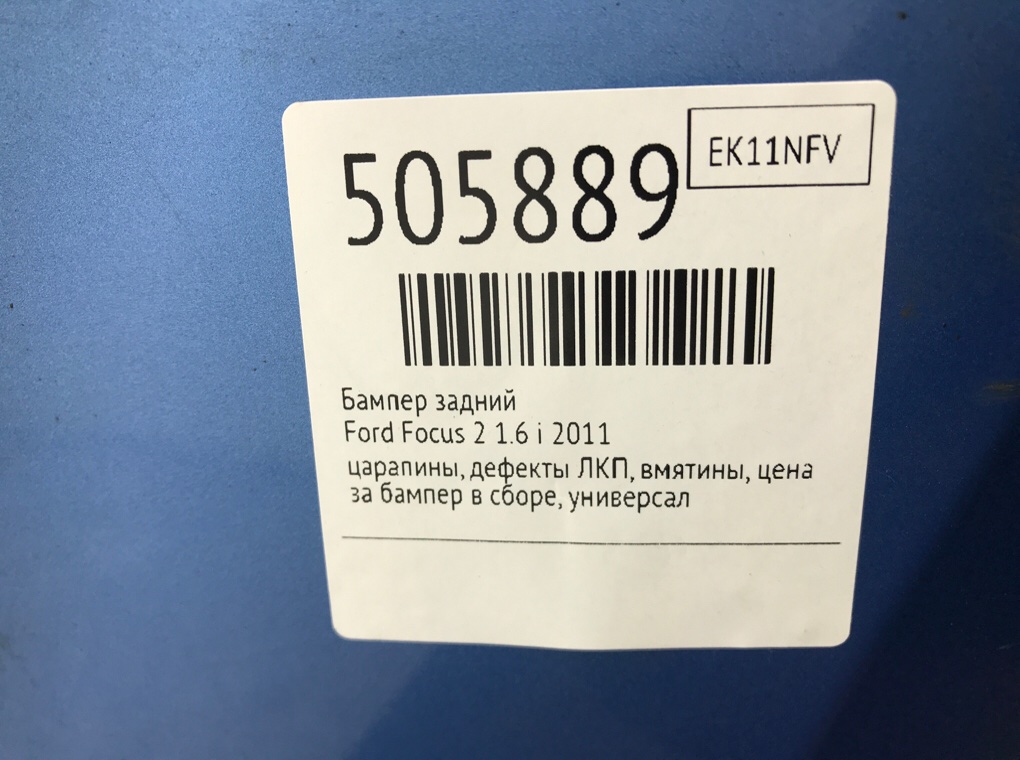 505889
EK11NFV
Бампер задний
Ford Focus 2 1.6 i 2011
царапины, дефекты ЛКП, вмятины, цена
за бампер в сборе, универсал